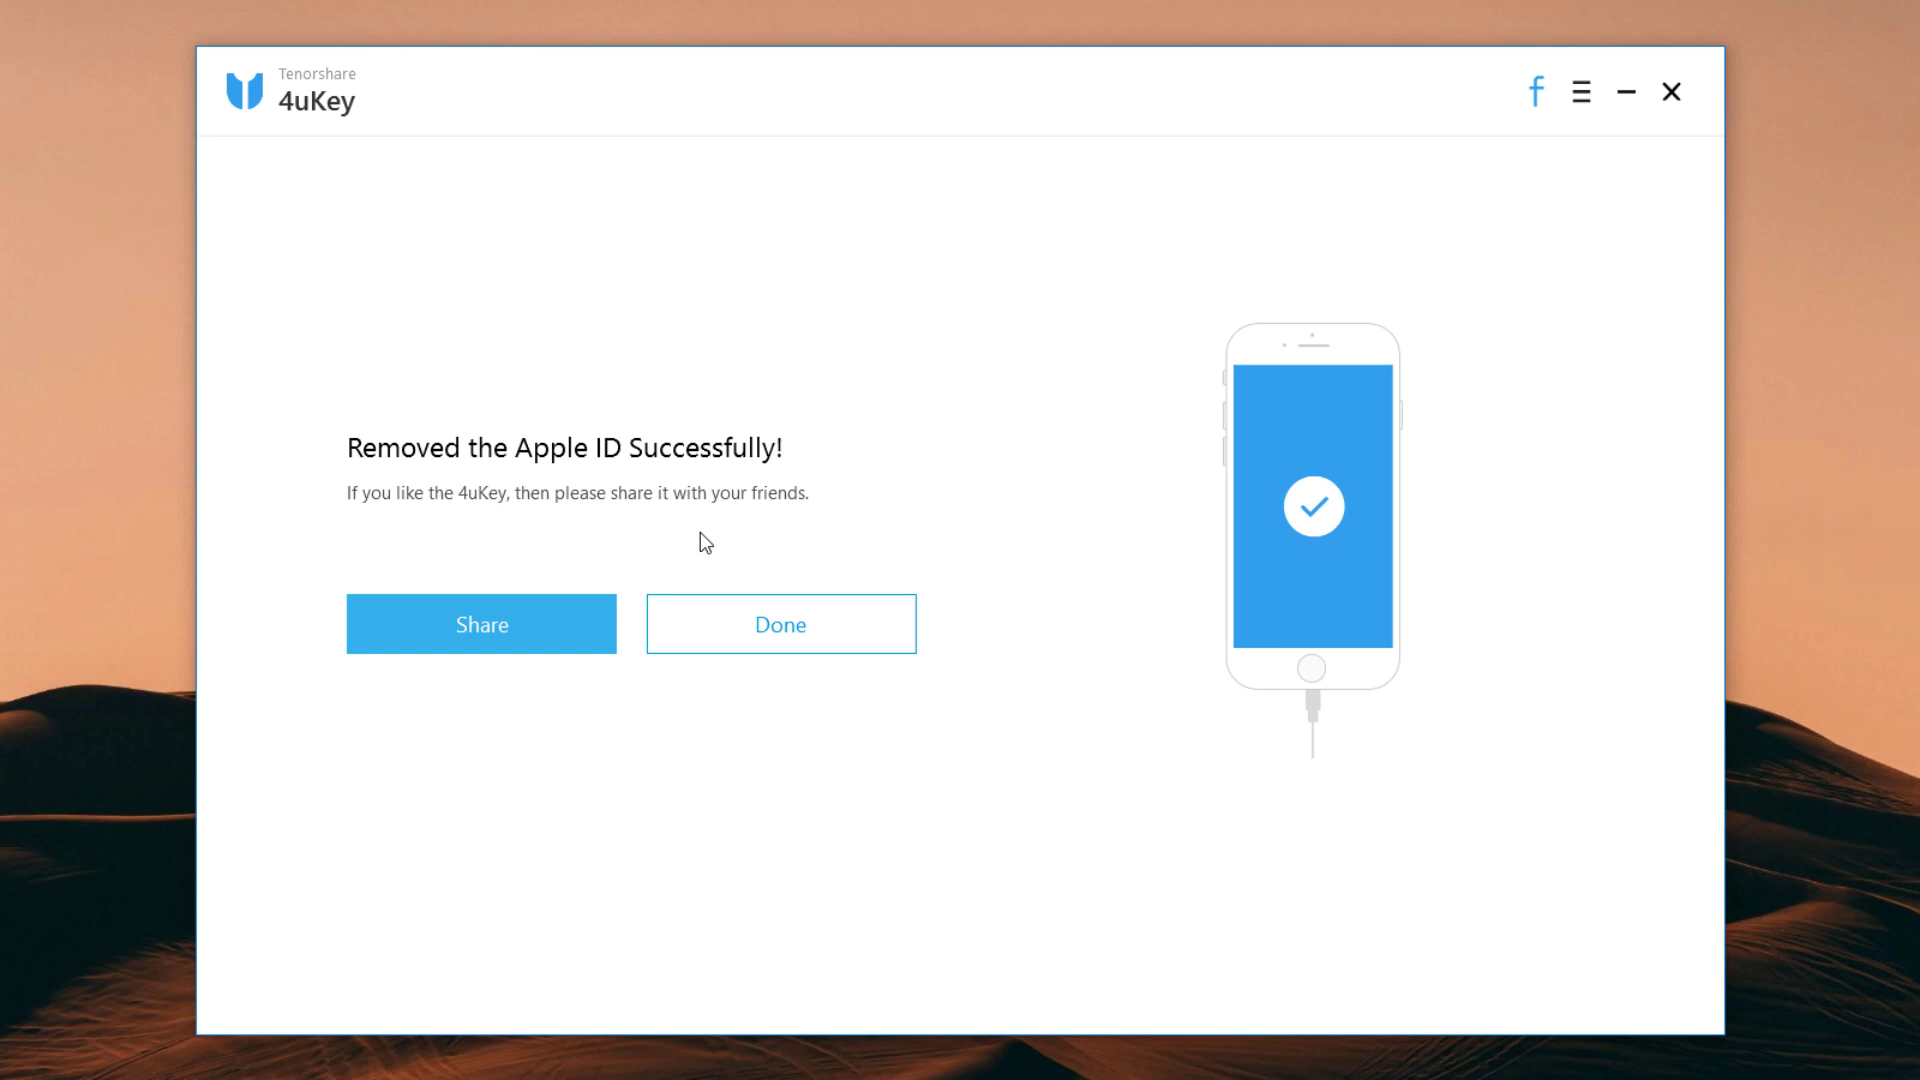 Tenorshare
4uKey
f
Removed the Apple ID Successfully!
If you like the 4uKey, then please share it with your friends.
Share
Done